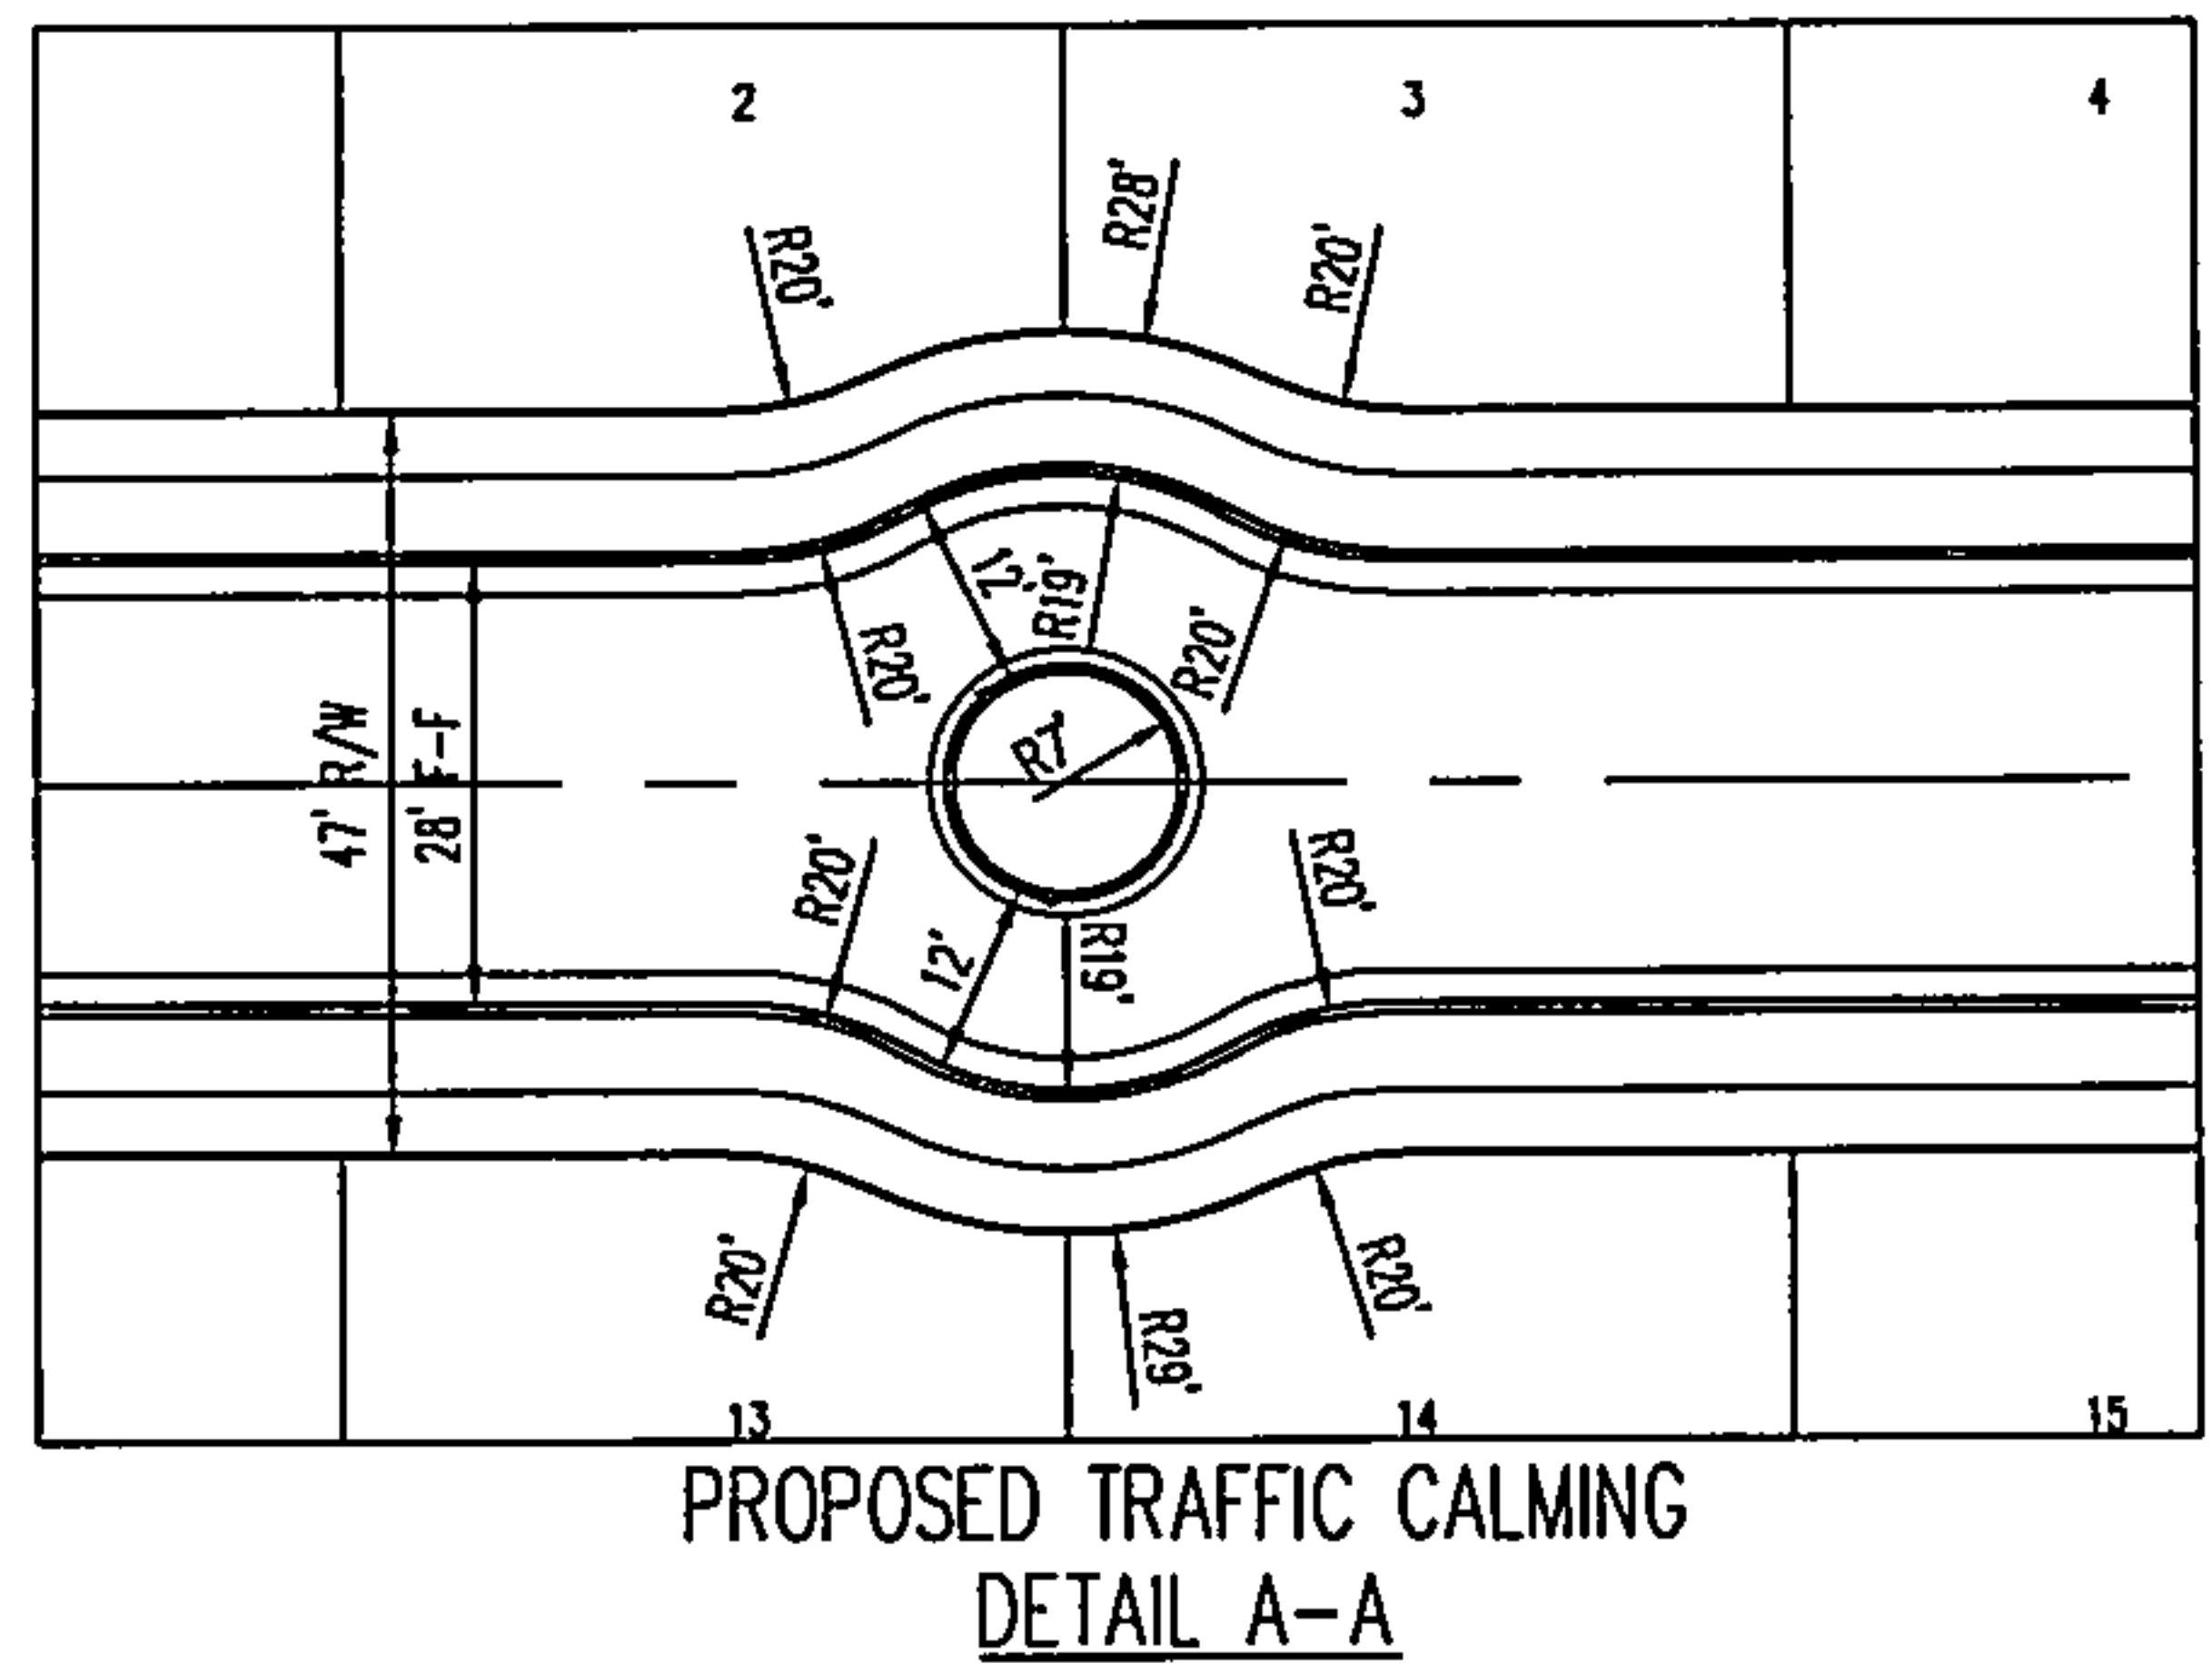 2
3
4
R28'
R20'
R20'
12'
R19'
R20'
R20'
R7'
47' R/W
28' F-F
R20'
R20'
12'
R19'
R20'
R20'
R29'
13
14
15
PROPOSED TRAFFIC CALMING
DETAIL A-A